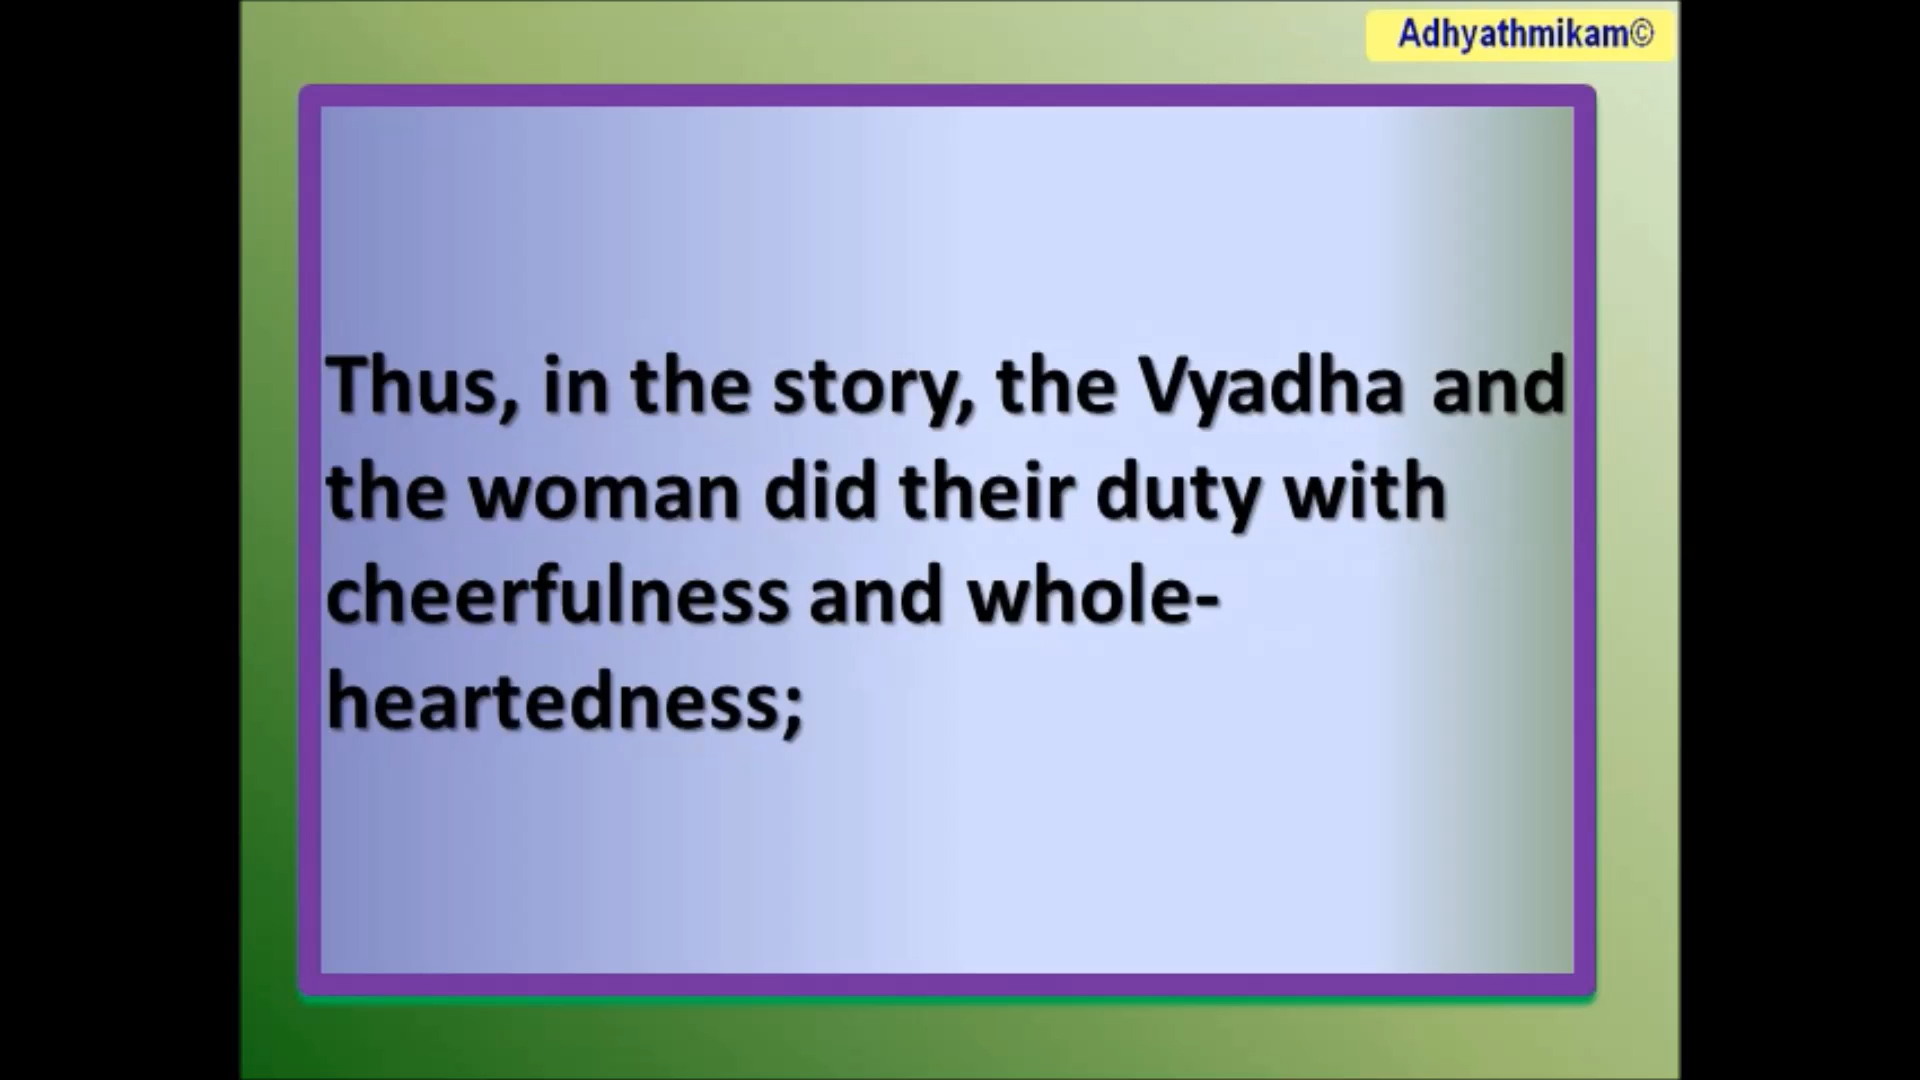 Adhyathmikam©
Thus, in the story, the Vyadha and
the woman did their duty with
cheerfulness and whole-
heartedness;